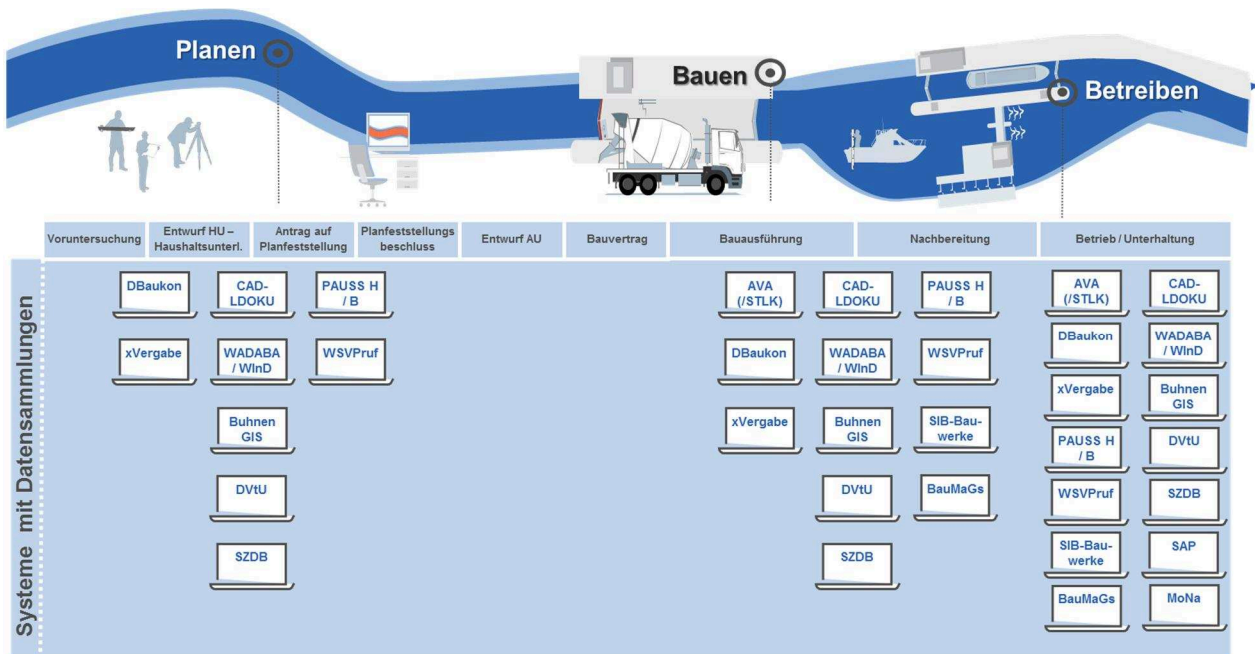 Planen
Bauen
Betreiben
Voruntersuchung
Entwurf HU –
Haushaltsunterl.
Antrag auf
Planfeststellung
Planfeststellungs
beschluss
Entwurf AU
Bauvertrag
Bauausführung
Nachbereitung
Betrieb / Unterhaltung
Systeme mit Datensammlungen
DBaukon
CAD-
LDOKU
PAUSS H
/ B
xVergabe
WADABA
/ WInD
WSVPruf
Buhnen
GIS
DVtU
SZDB
AVA
(/STLK)
CAD-
LDOKU
PAUSS H
/ B
DBaukon
WADABA
/ WInD
WSVPruf
xVergabe
Buhnen
GIS
SIB-Bau-
werke
DVtU
BauMaGs
SZDB
AVA
(/STLK)
CAD-
LDOKU
DBaukon
WADABA
/ WInD
xVergabe
Buhnen
GIS
PAUSS H
/ B
DVtU
WSVPruf
SZDB
SIB-Bau-
werke
SAP
BauMaGs
MoNa